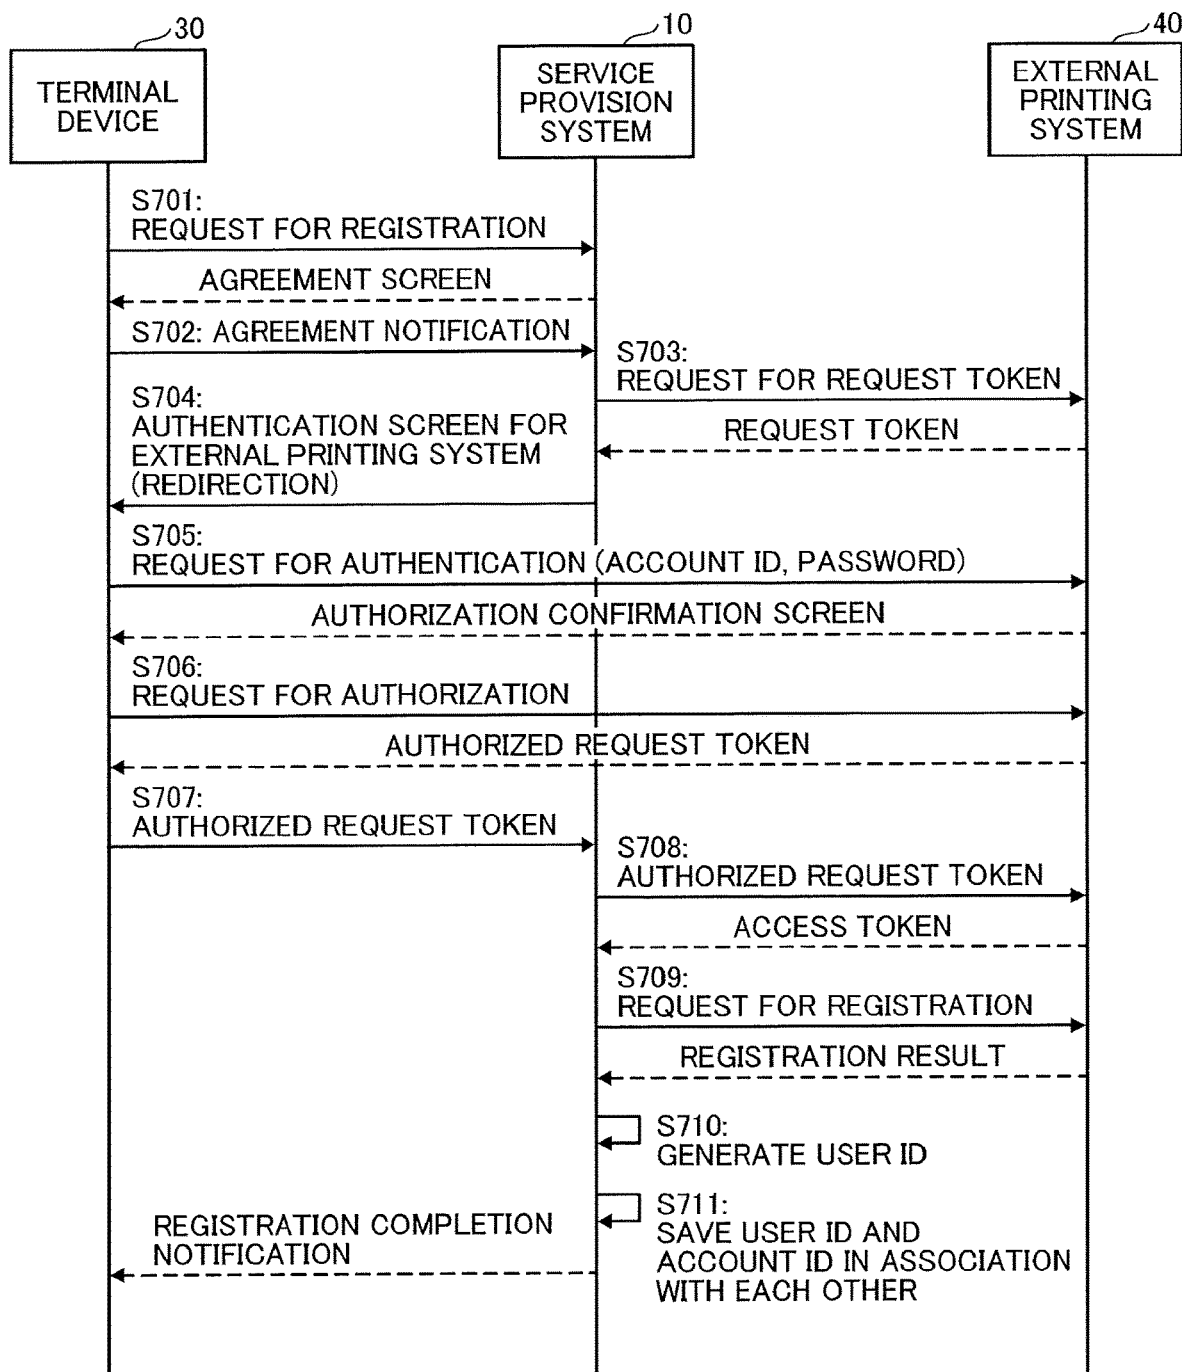 30
10
40
TERMINAL
DEVICE
SERVICE
PROVISION
SYSTEM
EXTERNAL
PRINTING
SYSTEM
S701:
REQUEST FOR REGISTRATION
AGREEMENT SCREEN
S702: AGREEMENT NOTIFICATION
S703:
REQUEST FOR REQUEST TOKEN
REQUEST TOKEN
S704:
AUTHENTICATION SCREEN FOR
EXTERNAL PRINTING SYSTEM
(REDIRECTION)
S705:
REQUEST FOR AUTHENTICATION (ACCOUNT ID, PASSWORD)
AUTHORIZATION CONFIRMATION SCREEN
S706:
REQUEST FOR AUTHORIZATION
AUTHORIZED REQUEST TOKEN
S707:
AUTHORIZED REQUEST TOKEN
S708:
AUTHORIZED REQUEST TOKEN
ACCESS TOKEN
S709:
REQUEST FOR REGISTRATION
REGISTRATION RESULT
S710:
GENERATE USER ID
S711:
SAVE USER ID AND
ACCOUNT ID IN ASSOCIATION
WITH EACH OTHER
REGISTRATION COMPLETION
NOTIFICATION